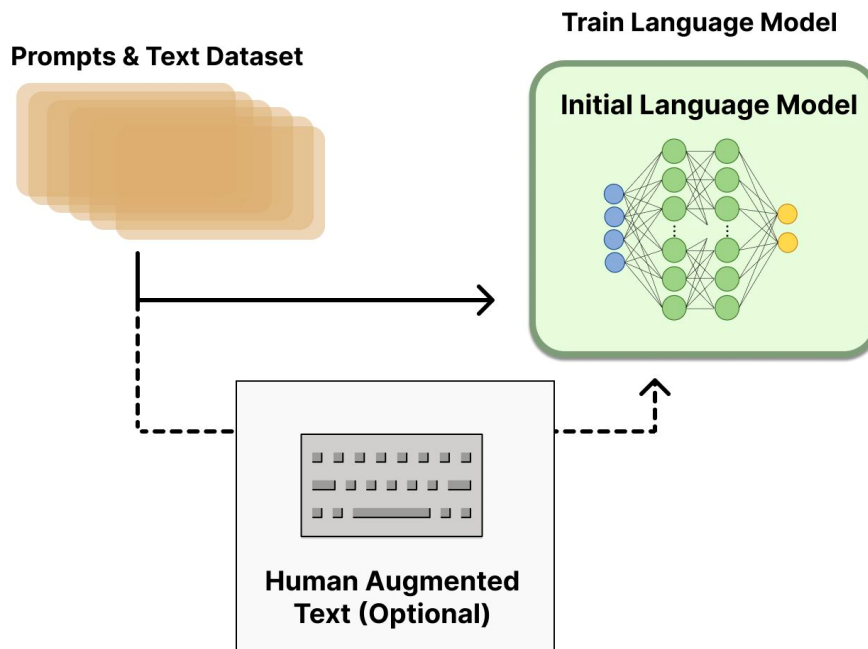 Train Language Model
Prompts & Text Dataset
Initial Language Model
Human Augmented
Text (Optional)